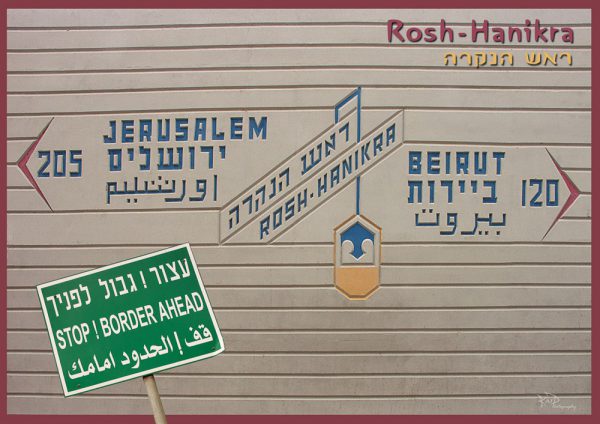 Rosh-Hanikra
ראש הנקרה
JERUSALEM
205 ירושלים
اورشليم
ראש הנקרה
ROSH-HANIKRA
BEIRUT
ביירות 120
بيروت
עצור ! גבול לפניך
STOP ! BORDER AHEAD
قف ! الحدود امامك